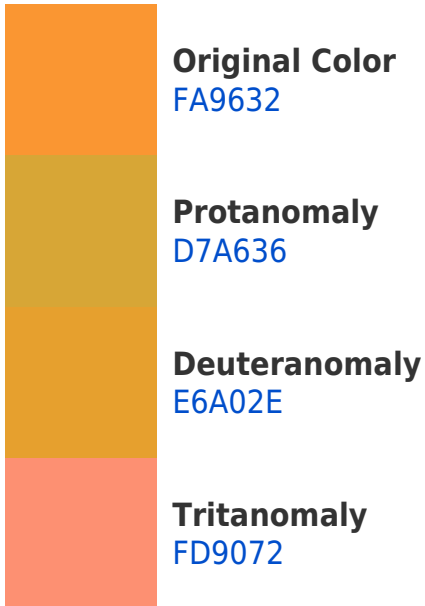 Original Color
FA9632
Protanomaly
D7A636
Deuteranomaly
E6A02E
Tritanomaly
FD9072